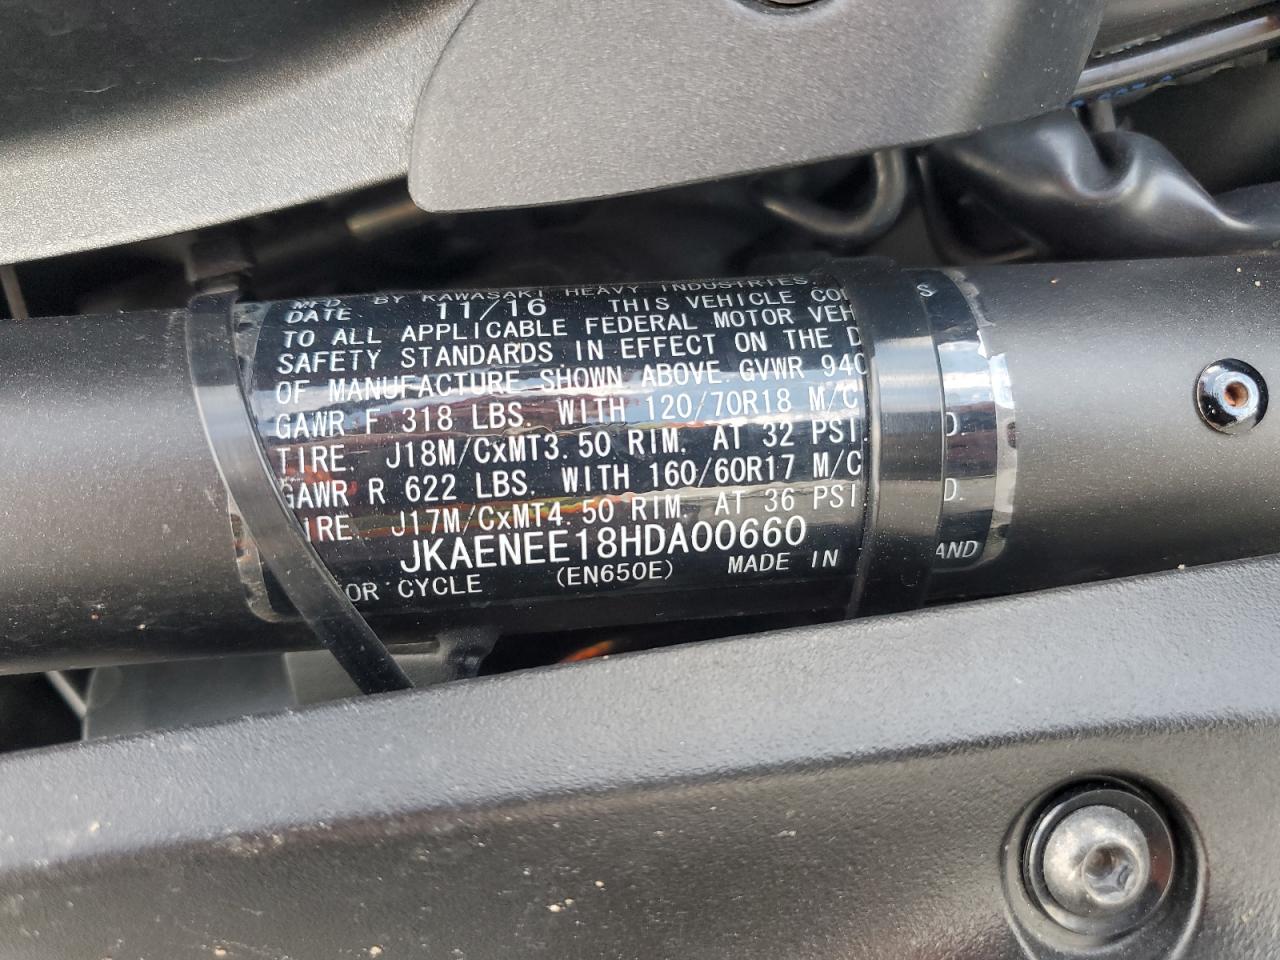 MFD. BY KAWASAKI HEAVY INDUSTRIES,
DATE 11/16 THIS VEHICLE CO S
TO ALL APPLICABLE FEDERAL MOTOR VEH
SAFETY STANDARDS IN EFFECT ON THE D
OF MANUFACTURE SHOWN ABOVE. GVWR 940
GAWR F 318 LBS. WITH 120/70R18 M/C
TIRE. J18M/CxMT3.50 RIM. AT 32 PSI. D.
GAWR R 622 LBS. WITH 160/60R17 M/C
IRE. J17M/CxMT4.50 RIM. AT 36 PSI D.
JKAENEE18HDA00660
OR CYCLE (EN650E) MADE IN AND